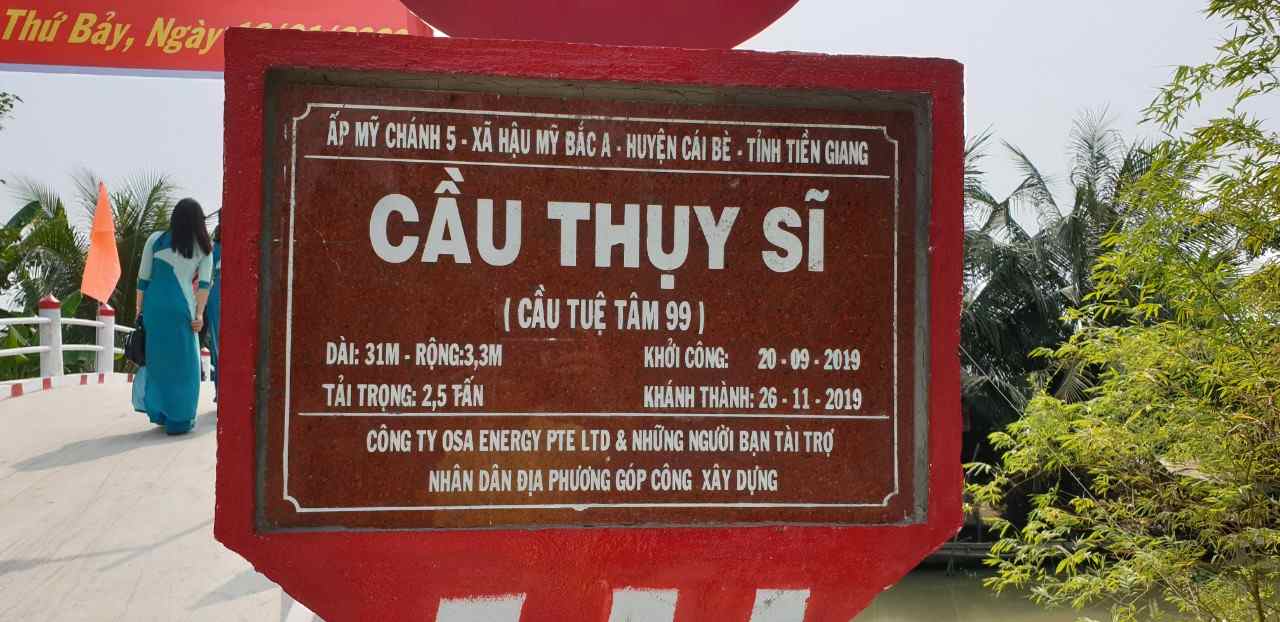 Thứ Bảy, Ngày
ẤP MỸ CHÁNH 5 - XÃ HẬU MỸ BẮC A - HUYỆN CÁI BÈ - TỈNH TIỀN GIANG
CẦU THỤY SĨ
( CẦU TUỆ TÂM 99 )
DÀI: 31M - RỘNG:3,3M KHỞI CÔNG: 20 - 09 - 2019
TẢI TRỌNG: 2,5 TẤN KHÁNH THÀNH: 26 - 11 - 2019
CÔNG TY OSA ENERGY PTE LTD & NHỮNG NGƯỜI BẠN TÀI TRỢ
NHÂN DÂN ĐỊA PHƯƠNG GÓP CÔNG XÂY DỰNG